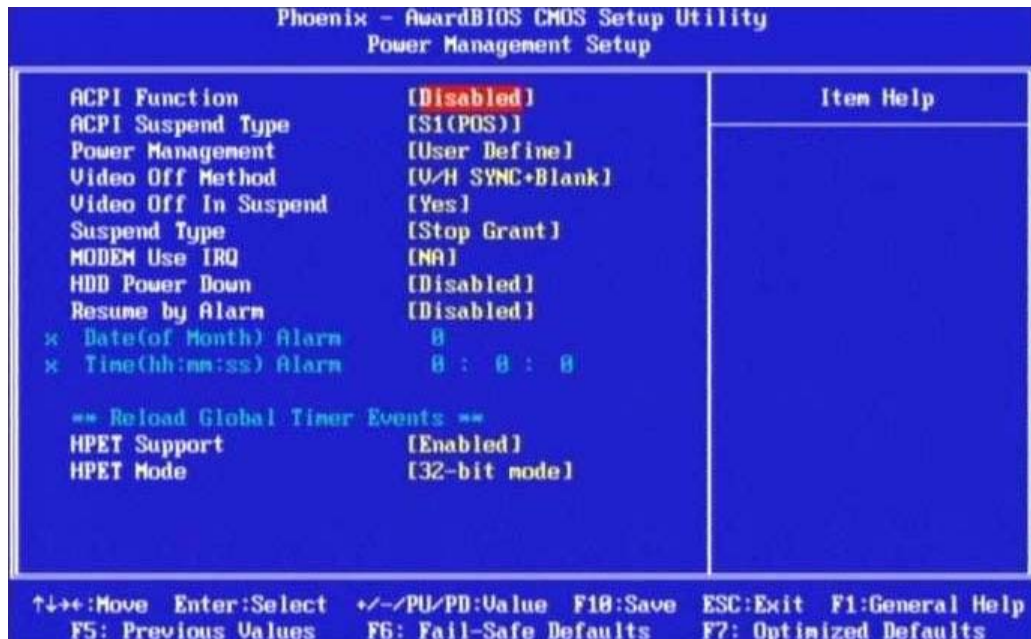 Phoenix - AwardBIOS CMOS Setup Utility
Power Management Setup
ACPI Function [Disabled]
ACPI Suspend Type [S1(POS)]
Power Management [User Define]
Video Off Method [V/H SYNC+Blank]
Video Off In Suspend [Yes]
Suspend Type [Stop Grant]
MODEM Use IRQ [NA]
HDD Power Down [Disabled]
Resume by Alarm [Disabled]
x Date(of Month) Alarm 0
x Time(hh:mm:ss) Alarm 0 : 0 : 0
== Reload Global Timer Events ==
HPET Support [Enabled]
HPET Mode [32-bit mode]
Item Help
↑↓→←:Move Enter:Select +/-/PU/PD:Value F10:Save ESC:Exit F1:General Help
F5: Previous Values F6: Fail-Safe Defaults F7: Optimized Defaults